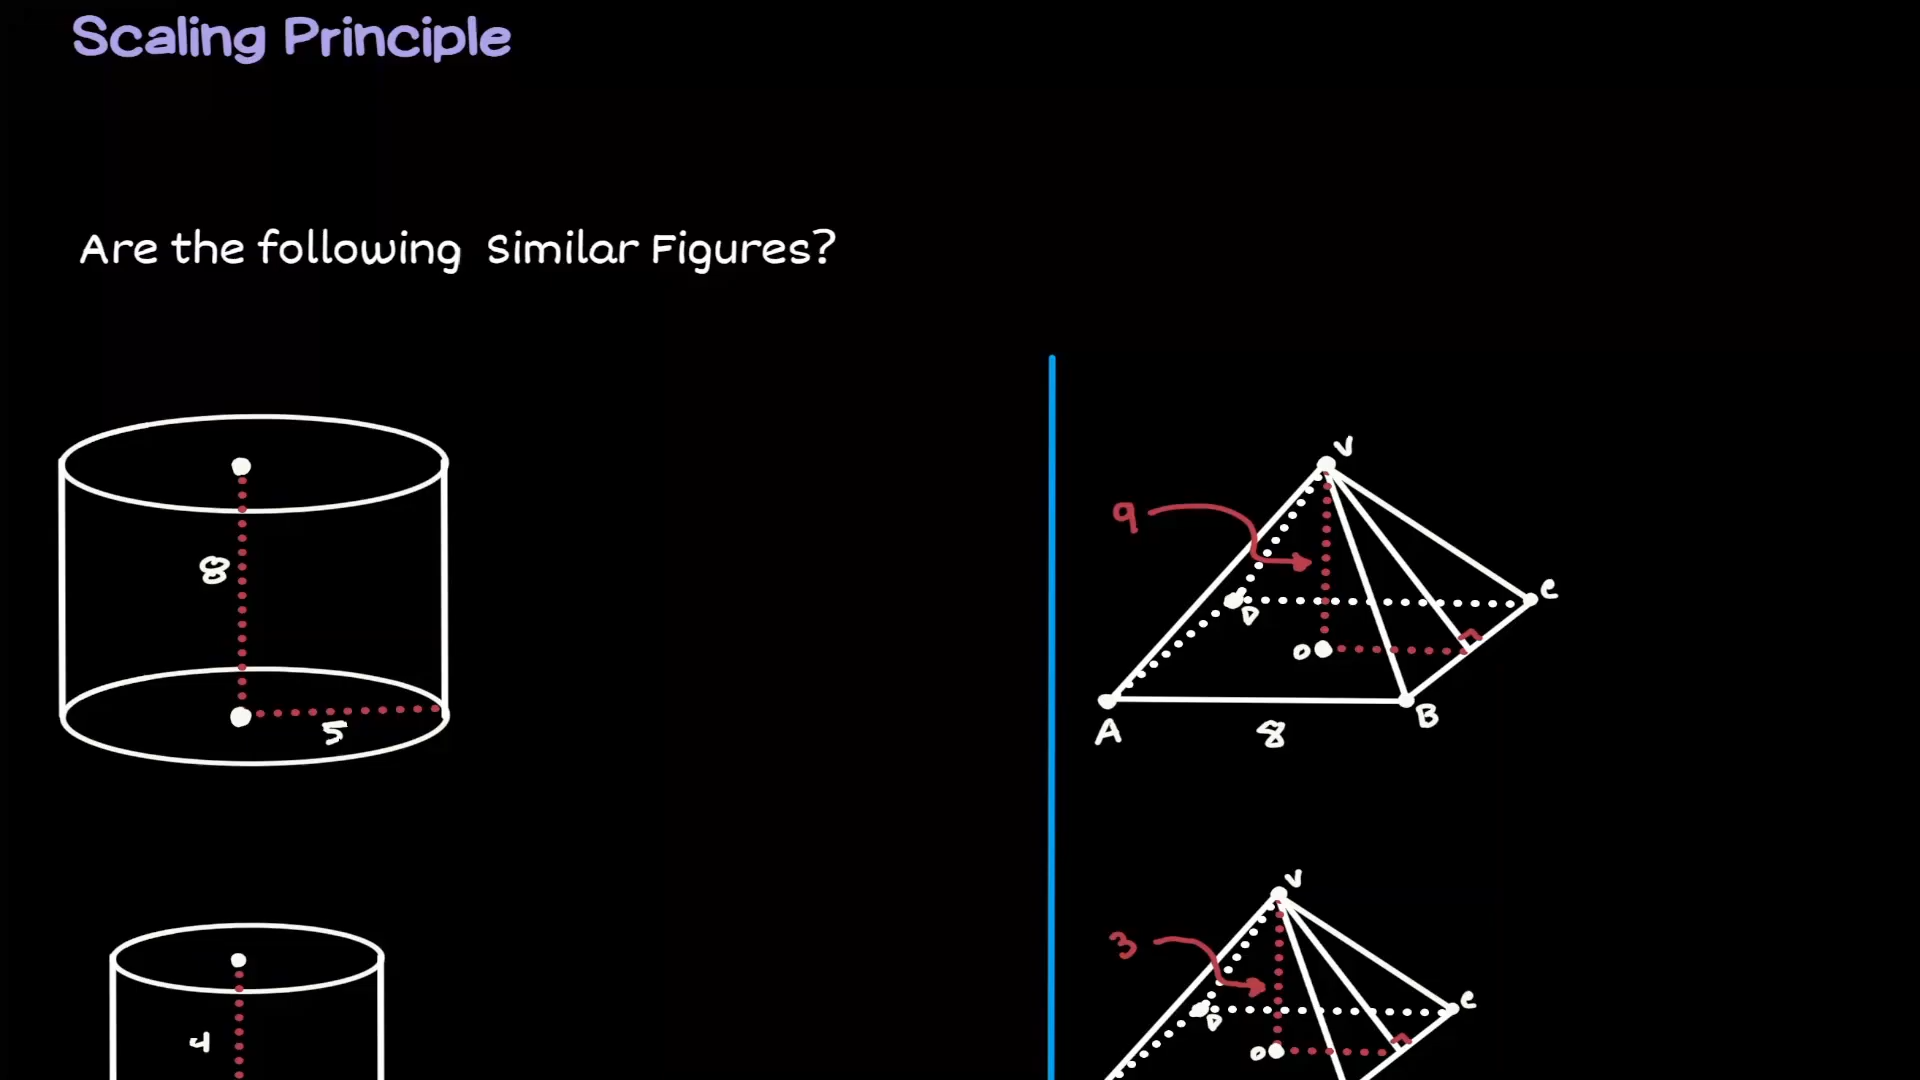 Scaling Principle
Are the following Similar Figures?
8
5
4
V
9
C
D
O
A
B
8
V
3
C
D
O